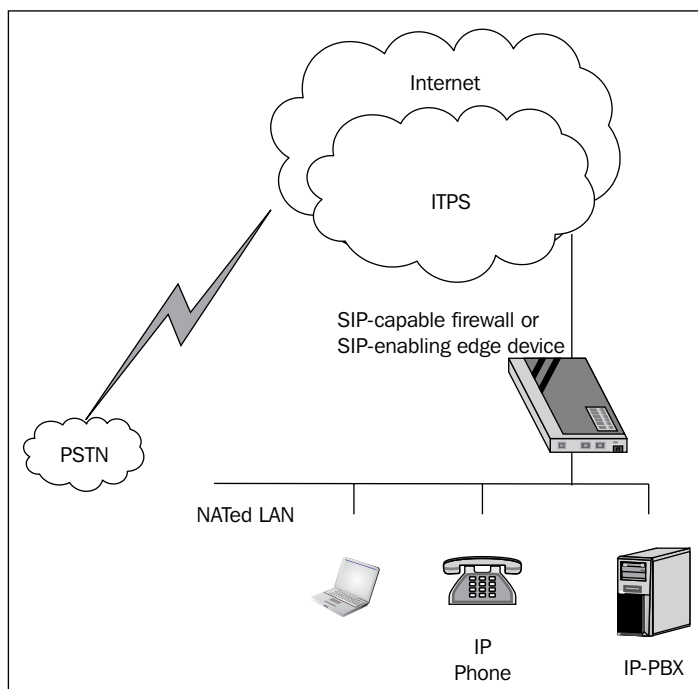 Internet
ITPS
SIP-capable firewall or
SIP-enabling edge device
PSTN
NATed LAN
IP
Phone
IP-PBX